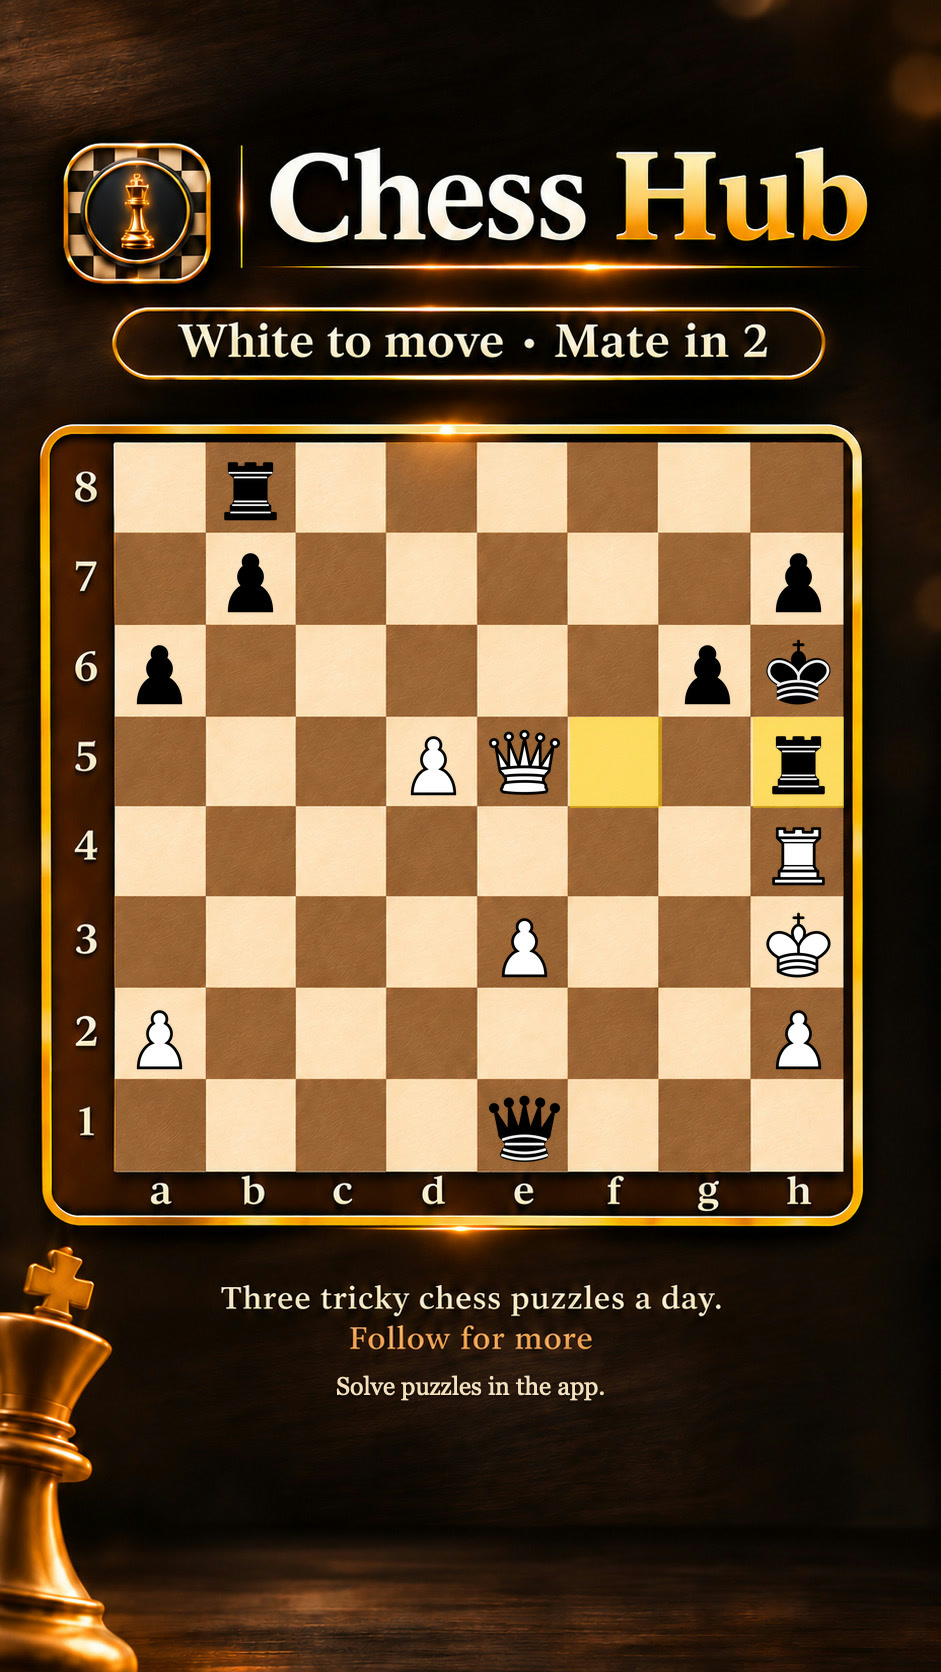 Chess Hub
White to move • Mate in 2
8
7
6
5
4
3
2
1
a b c d e f g h
Three tricky chess puzzles a day.
Follow for more
Solve puzzles in the app.